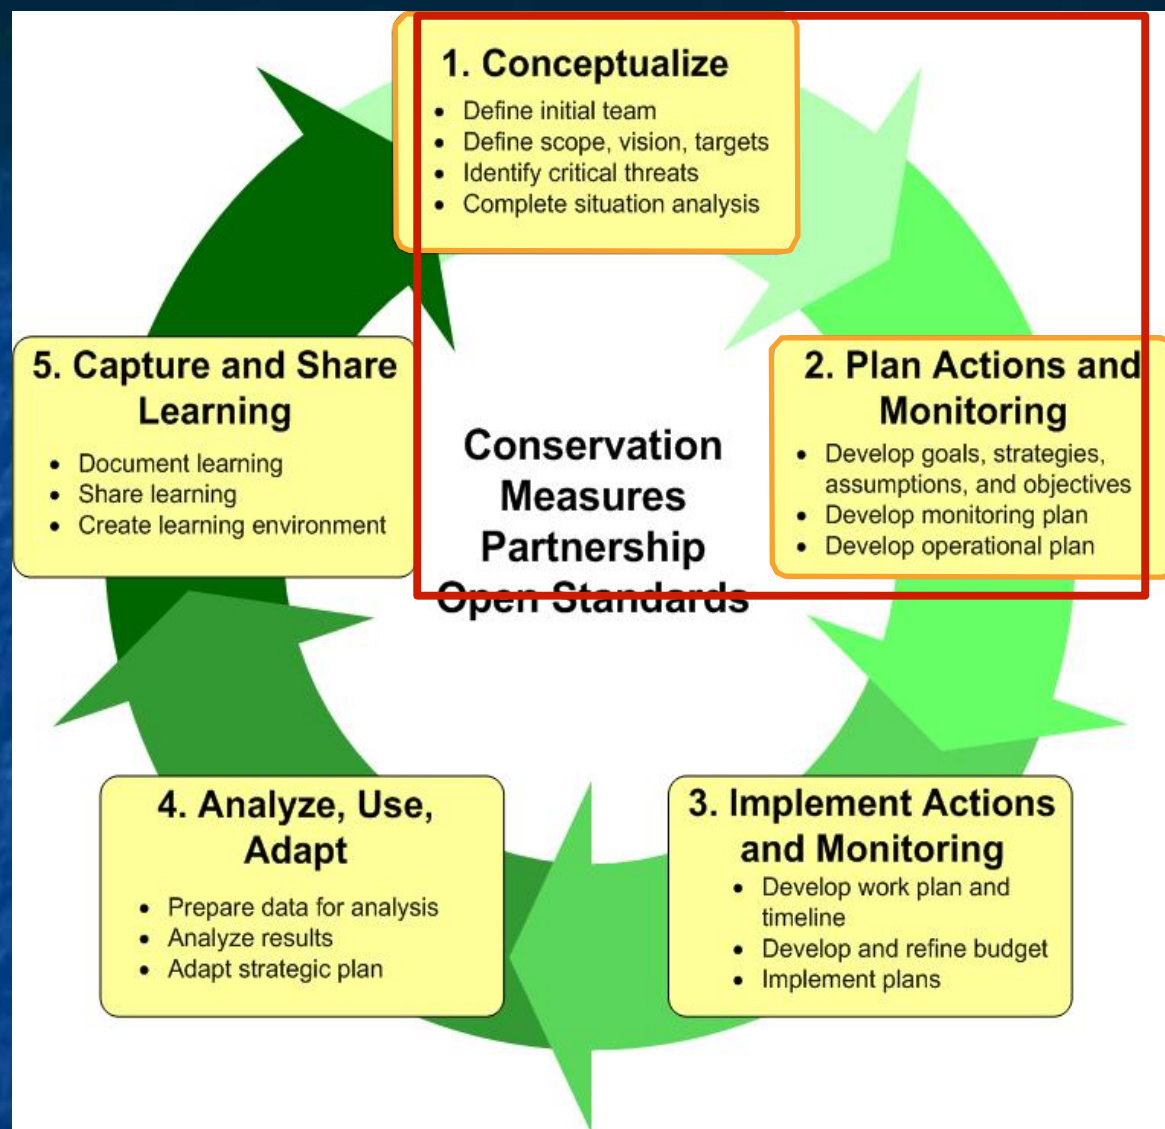 1. Conceptualize
• Define initial team
• Define scope, vision, targets
• Identify critical threats
• Complete situation analysis
2. Plan Actions and
Monitoring
• Develop goals, strategies,
assumptions, and objectives
• Develop monitoring plan
• Develop operational plan
3. Implement Actions
and Monitoring
• Develop work plan and
timeline
• Develop and refine budget
• Implement plans
4. Analyze, Use,
Adapt
• Prepare data for analysis
• Analyze results
• Adapt strategic plan
5. Capture and Share
Learning
• Document learning
• Share learning
• Create learning environment
Conservation
Measures
Partnership
Open Standards